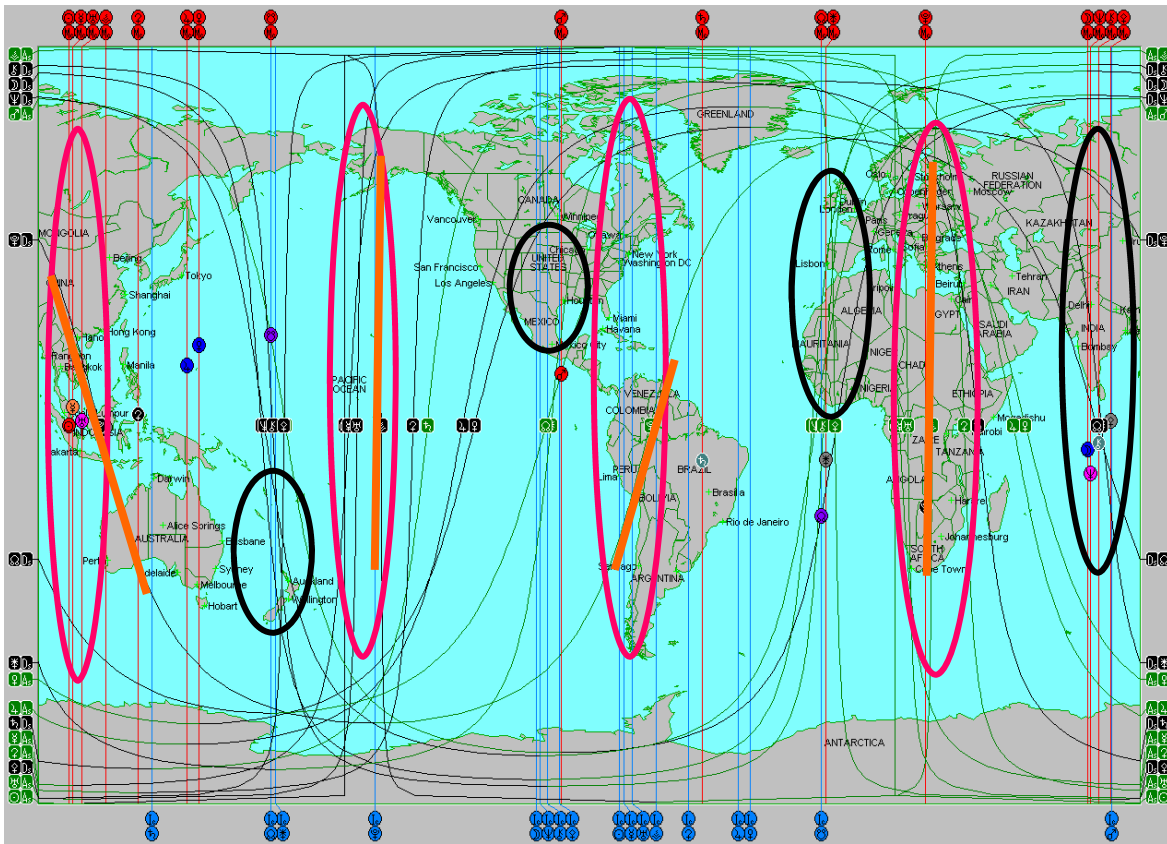 GREENLAND
Oslo
Stockholm
RUSSIAN
FEDERATION
Copenhagen
Moscow
Dublin
London
Warsaw
CANADA
Winnipeg
Vancouver
Paris
Geneva
KAZAKHSTAN
MONGOLIA
Ottawa
Chicago
Sofia
Belgrade
Rome
Beijing
New York
UNITED
STATES
Washington DC
San Francisco
Lisbon
Athens
Tehran
Tokyo
Los Angeles
Tripoli
Beirut
IRAN
CHINA
Shanghai
Houston
ALGERIA
Cairo
Delhi
EGYPT
MEXICO
Miami
Havana
SAUDI
ARABIA
INDIA
Hong Kong
Hanoi
Mexico City
MAURITANIA
NIGER
Bombay
Rangoon
Bangkok
Manila
CHAD
PACIFIC
OCEAN
NIGERIA
ETHIOPIA
VENEZUELA
COLOMBIA
Kuala Lumpur
Mogadishu
INDONESIA
Nairobi
ZAIRE
TANZANIA
Jakarta
PERU
BRAZIL
Lima
Darwin
ANGOLA
Brasilia
BOLIVIA
Harare
Alice Springs
Rio de Janeiro
AUSTRALIA
Brisbane
Johannesburg
SOUTH
AFRICA
Perth
Santiago
Cape Town
Adelaide
Sydney
ARGENTINA
Auckland
Melbourne
Wellington
Hobart
ANTARCTICA